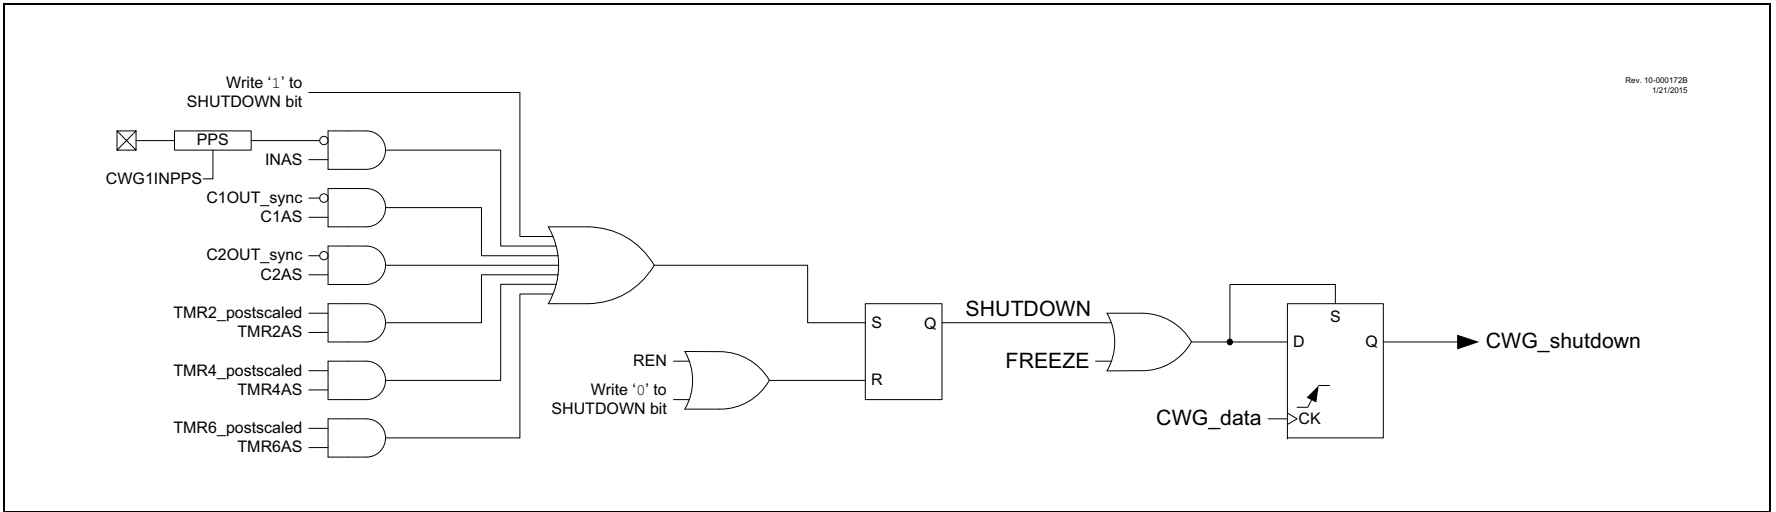 Write ‘1’ to
SHUTDOWN bit
Rev. 10-000172B
1/21/2015
PPS
INAS
CWG1INPPS
C1OUT_sync
C1AS
C2OUT_sync
C2AS
TMR2_postscaled
TMR2AS
TMR4_postscaled
TMR4AS
TMR6_postscaled
TMR6AS
REN
Write ‘0’ to
SHUTDOWN bit
S
Q
R
SHUTDOWN
FREEZE
S
D
Q
CWG_data
CK
CWG_shutdown